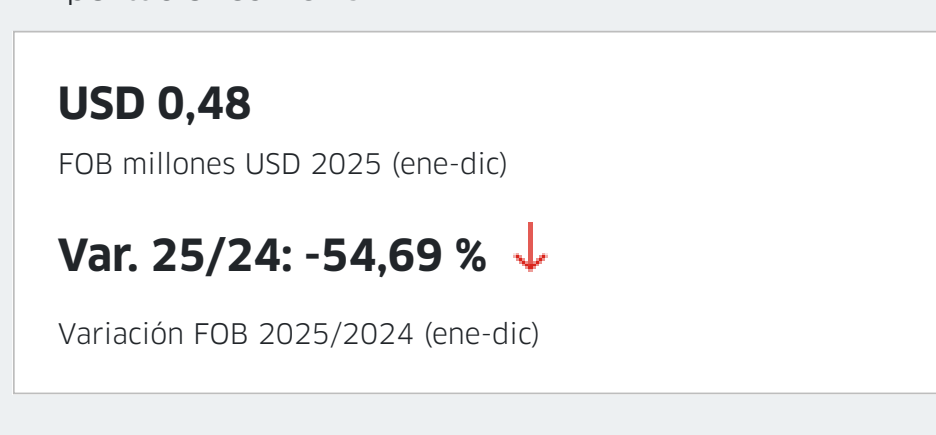 USD 0,48
FOB millones USD 2025 (ene-dic)
Var. 25/24: -54,69 %
Variación FOB 2025/2024 (ene-dic)